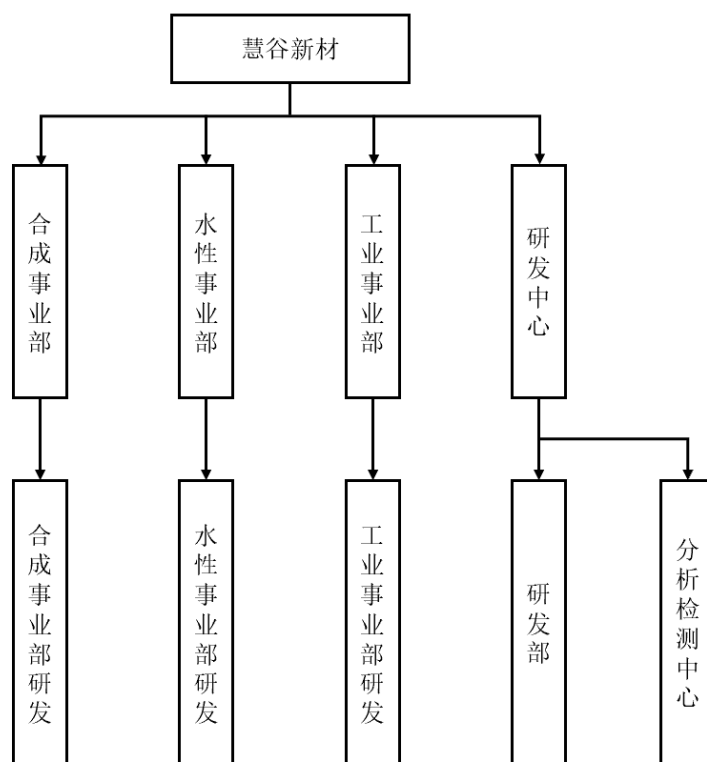 慧谷新材
合成事业部
水性事业部
工业事业部
研发中心
合成事业部研发
水性事业部研发
工业事业部研发
研发部
分析检测中心